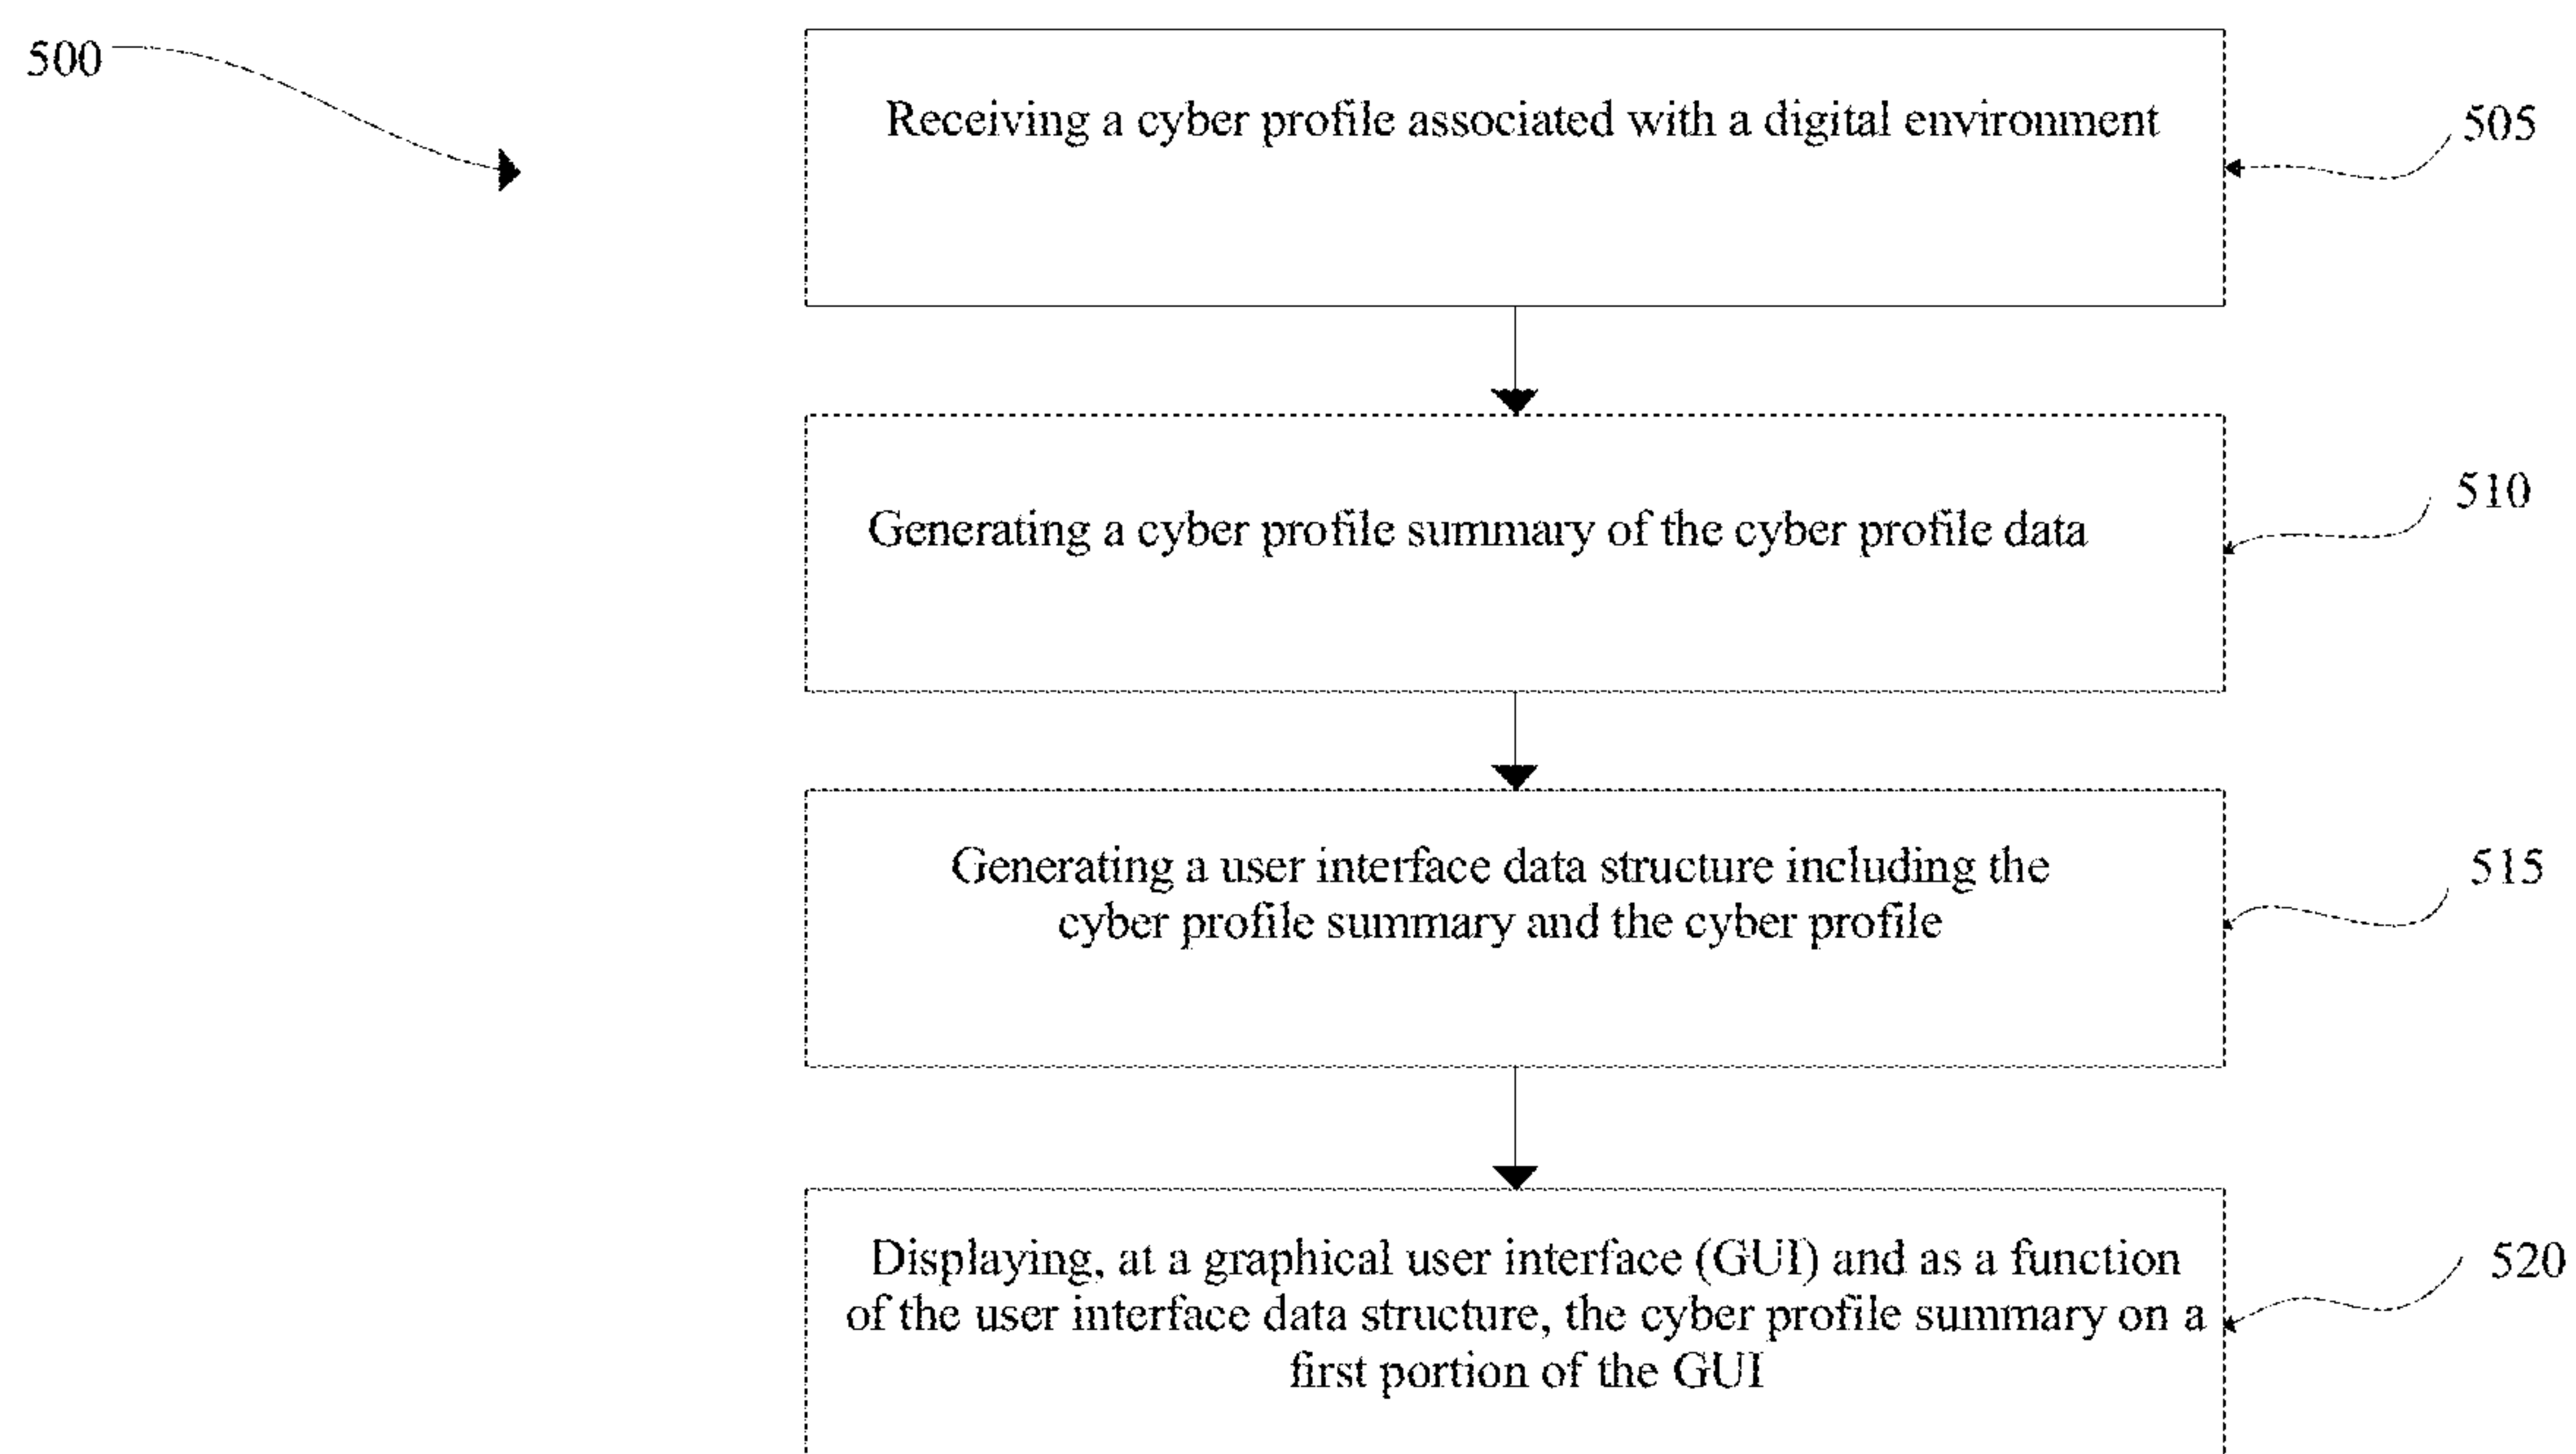 500
Receiving a cyber profile associated with a digital environment
505
Generating a cyber profile summary of the cyber profile data
510
Generating a user interface data structure including the
cyber profile summary and the cyber profile
515
Displaying, at a graphical user interface (GUI) and as a function
of the user interface data structure, the cyber profile summary on a
first portion of the GUI
520